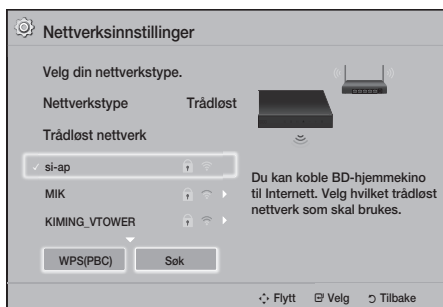 Nettverksinnstillinger
Velg din nettverkstype.
Nettverkstype Trådløst
Trådløst nettverk
si-ap
MIK
KIMING_VTOWER
WPS(PBC) Søk
Du kan koble BD-hjemmekino
til Internett. Velg hvilket trådløst
nettverk som skal brukes.
Flytt Velg Tilbake